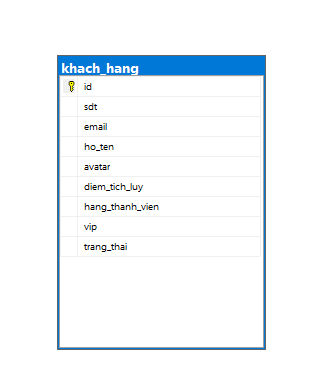 khach_hang
id
sdt
email
ho_ten
avatar
diem_tich_luy
hang_thanh_vien
vip
trang_thai